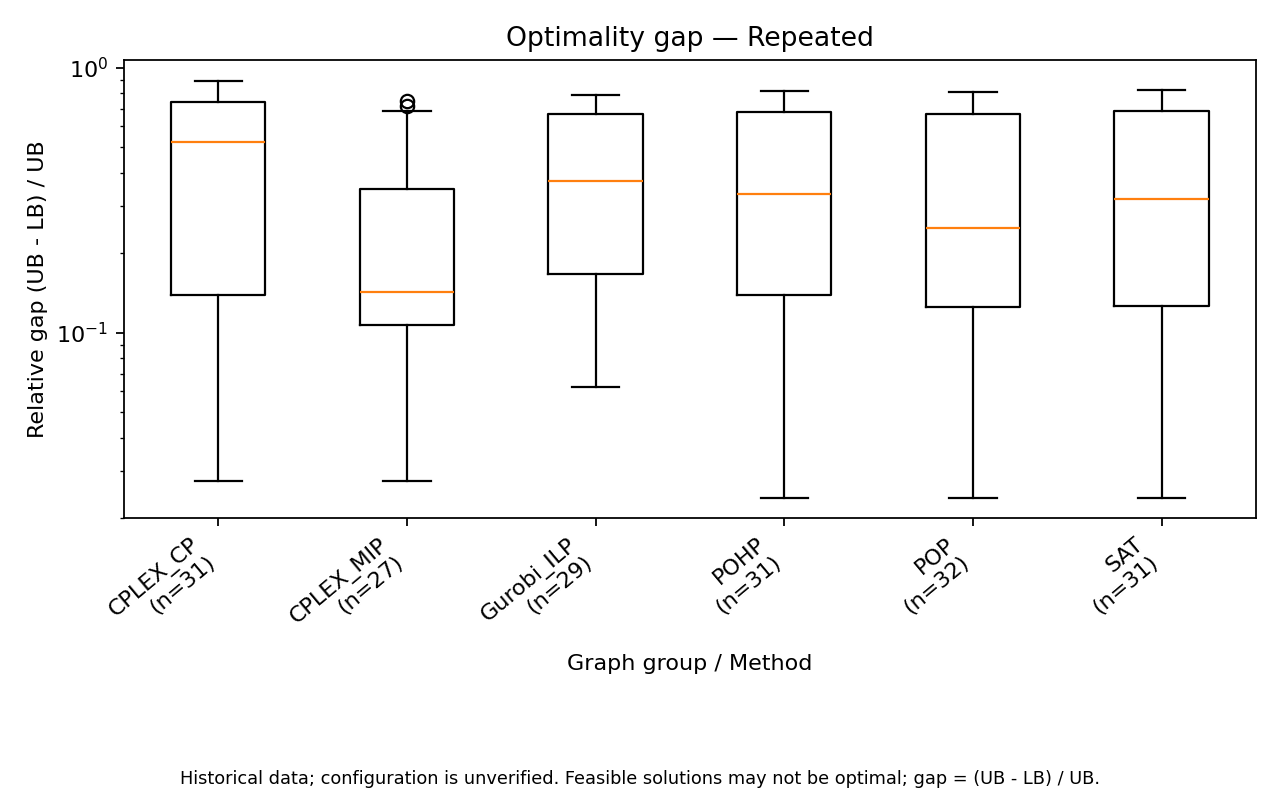 Optimality gap — Repeated
Relative gap (UB - LB) / UB
10⁰
10⁻¹
CPLEX_CP
(n=31)
CPLEX_MIP
(n=27)
Gurobi_ILP
(n=29)
POHP
(n=31)
POP
(n=32)
SAT
(n=31)
Graph group / Method
Historical data; configuration is unverified. Feasible solutions may not be optimal; gap = (UB - LB) / UB.